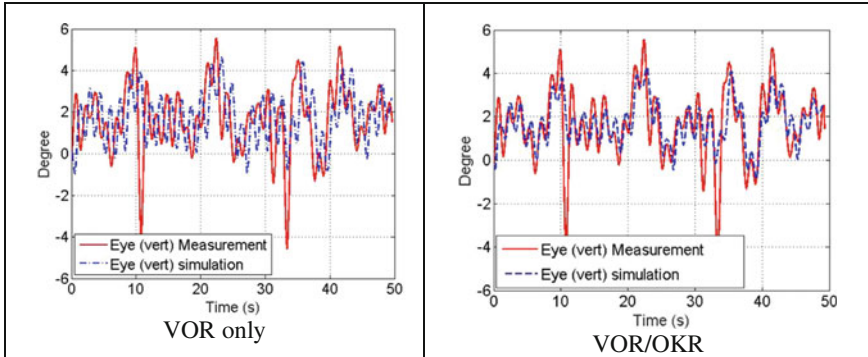 6
4
2
0
-2
-4
-6
Degree
Eye (vert) Measurement
Eye (vert) simulation
0 10 20 30 40 50
Time (s)
VOR only
6
4
2
0
-2
-4
-6
Degree
Eye (vert) Measurement
Eye (vert) simulation
0 10 20 30 40 50
Time (s)
VOR/OKR